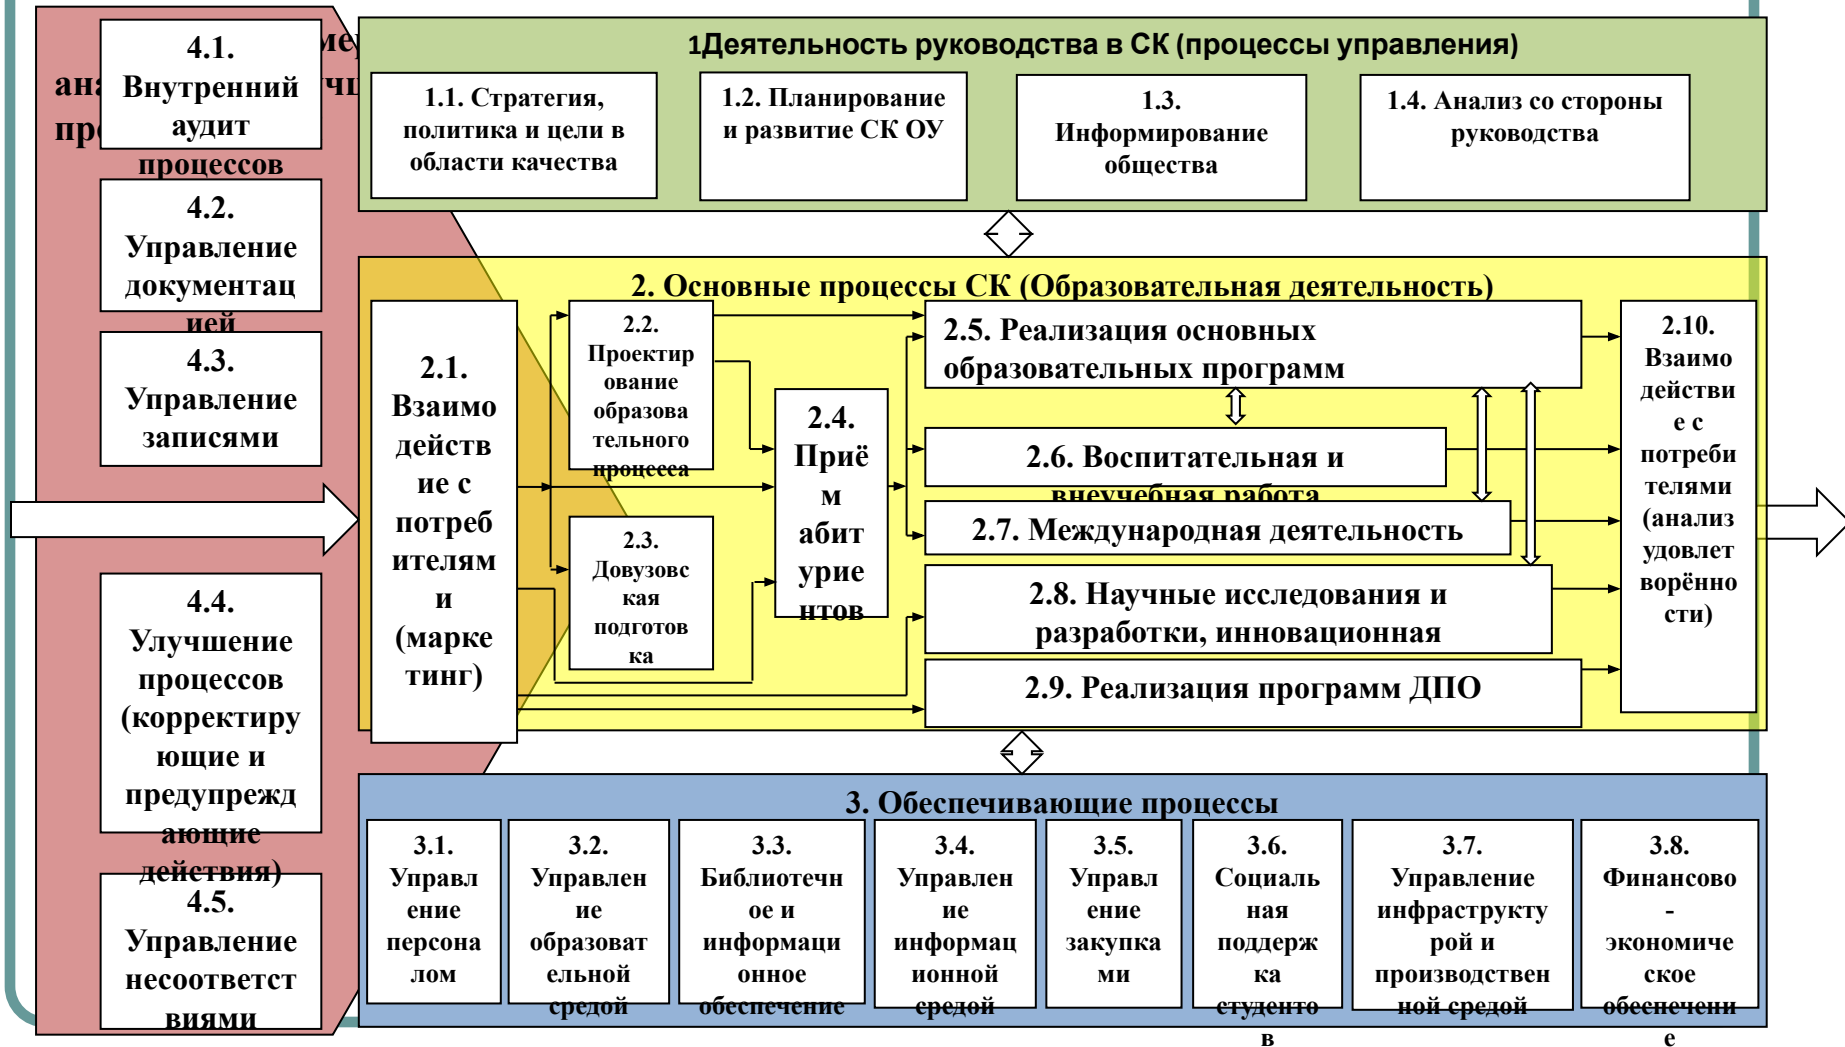 4.1.
Внутренний
аудит
процессов
4.2.
Управление
документац
ией
4.3.
Управление
записями
4.4.
Улучшение
процессов
(корректиру
ющие и
предупрежд
ающие
действия)
4.5.
Управление
несоответст
виями
1Деятельность руководства в СК (процессы управления)
1.1. Стратегия,
политика и цели в
области качества
1.2. Планирование
и развитие СК ОУ
1.3.
Информирование
общества
1.4. Анализ со стороны
руководства
2. Основные процессы СК (Образовательная деятельность)
2.1.
Взаимо
действ
ие с
потреб
ителям
и
(марке
тинг)
2.2.
Проектир
ование
образова
тельного
процесса
2.3.
Довузовс
кая
подготов
ка
2.4.
Приё
м
абит
урие
нтов
2.5. Реализация основных
образовательных программ
2.6. Воспитательная и
внеучебная работа
2.7. Международная деятельность
2.8. Научные исследования и
разработки, инновационная
2.9. Реализация программ ДПО
2.10.
Взаимо
действи
е с
потреби
телями
(анализ
удовлет
ворённо
сти)
3. Обеспечивающие процессы
3.1.
Управл
ение
персона
лом
3.2.
Управлен
ие
образоват
ельной
средой
3.3.
Библиотечн
ое и
информаци
онное
обеспечение
3.4.
Управлен
ие
информац
ионной
средой
3.5.
Управл
ение
закупка
ми
3.6.
Социаль
ная
поддерж
ка
студенто
в
3.7.
Управление
инфраструкту
рой и
производствен
ной средой
3.8.
Финансово
-
экономиче
ское
обеспечени
е